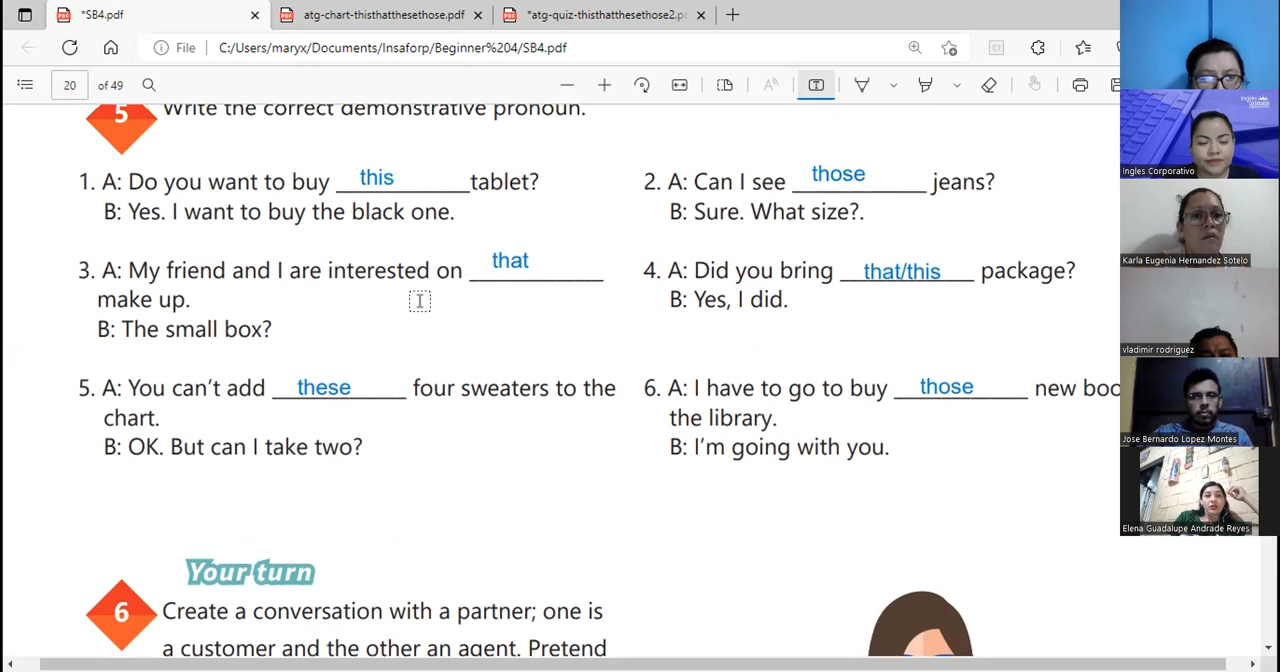 *SB4.pdf
atg-chart-thisthatthesethose.pdf
*atg-quiz-thisthatthesethose2.pc
File
C:/Users/maryx/Documents/Insaforp/Beginner%204/SB4.pdf
20 of 49
5 Write the correct demonstrative pronoun.
1. A: Do you want to buy this tablet?
B: Yes. I want to buy the black one.
2. A: Can I see those jeans?
B: Sure. What size?.
3. A: My friend and I are interested on that
make up.
B: The small box?
4. A: Did you bring that/this package?
B: Yes, I did.
5. A: You can't add these four sweaters to the
chart.
B: OK. But can I take two?
6. A: I have to go to buy those new boo
the library.
B: I'm going with you.
Your turn
6 Create a conversation with a partner; one is
a customer and the other an agent. Pretend
Ingles Corporativo
Karla Eugenia Hernandez Sotelo
vladimir rodriguez
Jose Bernardo Lopez Montes
Elena Guadalupe Andrade Reyes